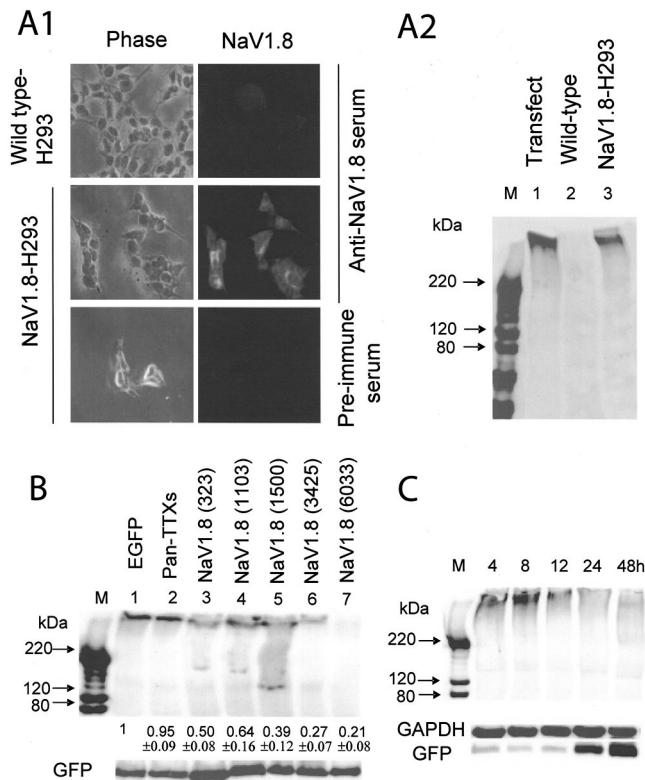 A1
Phase NaV1.8
Wild type-
H293
NaV1.8-H293
Anti-NaV1.8 serum
Pre-immune
serum
A2
Transfect
Wild-type
NaV1.8-H293
M 1 2 3
kDa
220
120
80
B
EGFP
Pan-TTXs
NaV1.8 (323)
NaV1.8 (1103)
NaV1.8 (1500)
NaV1.8 (3425)
NaV1.8 (6033)
M 1 2 3 4 5 6 7
kDa
220
120
80
1 0.95 0.50 0.64 0.39 0.27 0.21
±0.09 ±0.08 ±0.16 ±0.12 ±0.07 ±0.08
GFP
C
M 4 8 12 24 48h
kDa
220
120
80
GAPDH
GFP